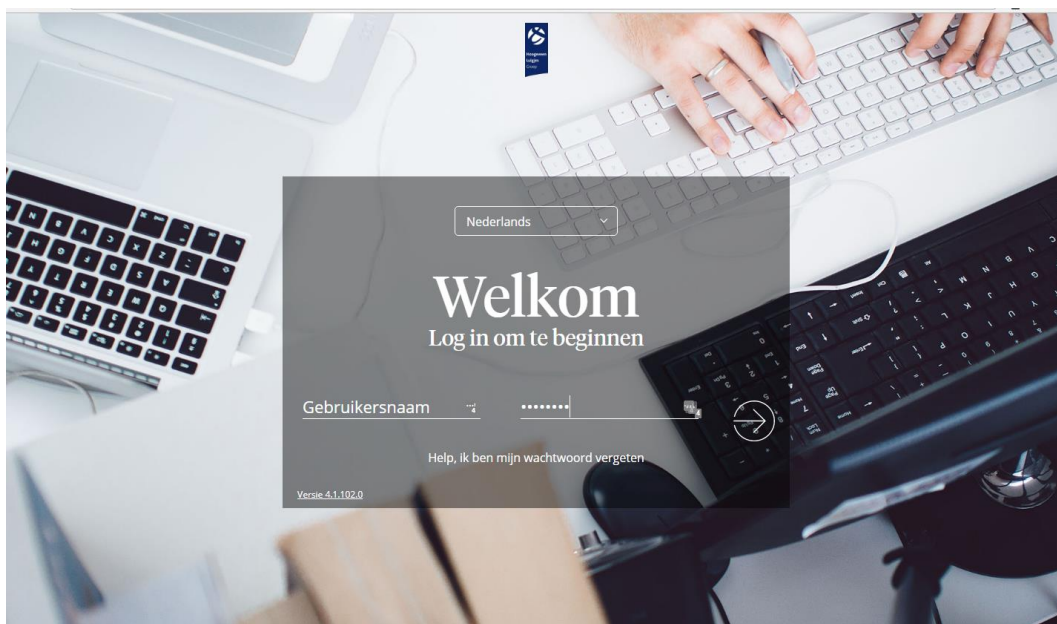 Nederlands
Welkom
Log in om te beginnen
Gebruikersnaam
••••••••
Help, ik ben mijn wachtwoord vergeten
Versie 4.1.102.0